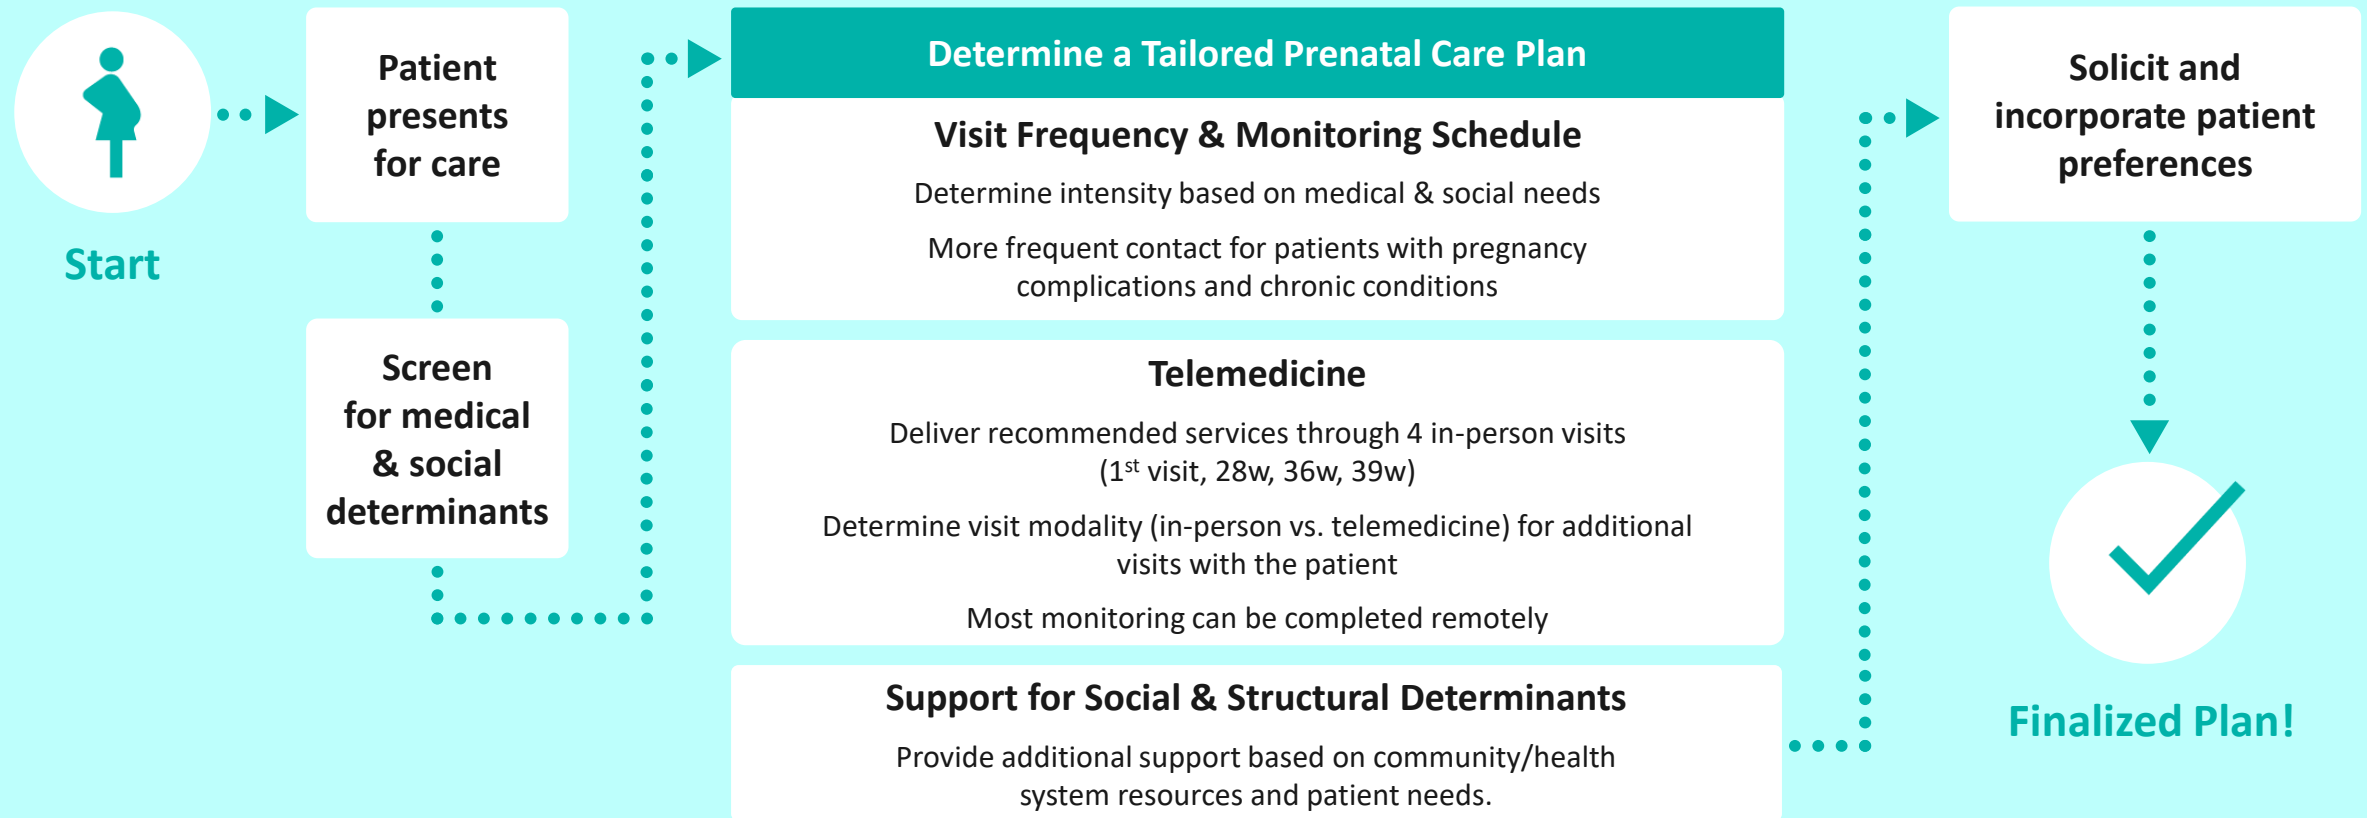 Start
Patient
presents
for care
Screen
for medical
& social
determinants
Determine a Tailored Prenatal Care Plan
Visit Frequency & Monitoring Schedule
Determine intensity based on medical & social needs
More frequent contact for patients with pregnancy
complications and chronic conditions
Telemedicine
Deliver recommended services through 4 in-person visits
(1st visit, 28w, 36w, 39w)
Determine visit modality (in-person vs. telemedicine) for additional
visits with the patient
Most monitoring can be completed remotely
Support for Social & Structural Determinants
Provide additional support based on community/health
system resources and patient needs.
Solicit and
incorporate patient
preferences
Finalized Plan!